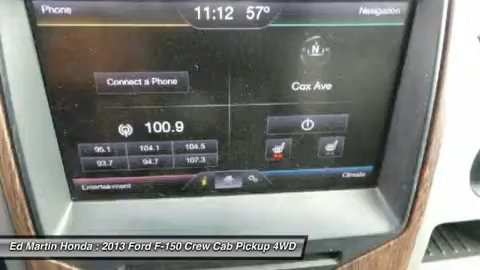 Phone
11:12 57°
Navigation
N
Connect a Phone
Cox Ave
100.9
95.1 104.1 104.5
93.7 94.7 107.3
Entertainment
Climate
Ed Martin Honda : 2013 Ford F-150 Crew Cab Pickup 4WD